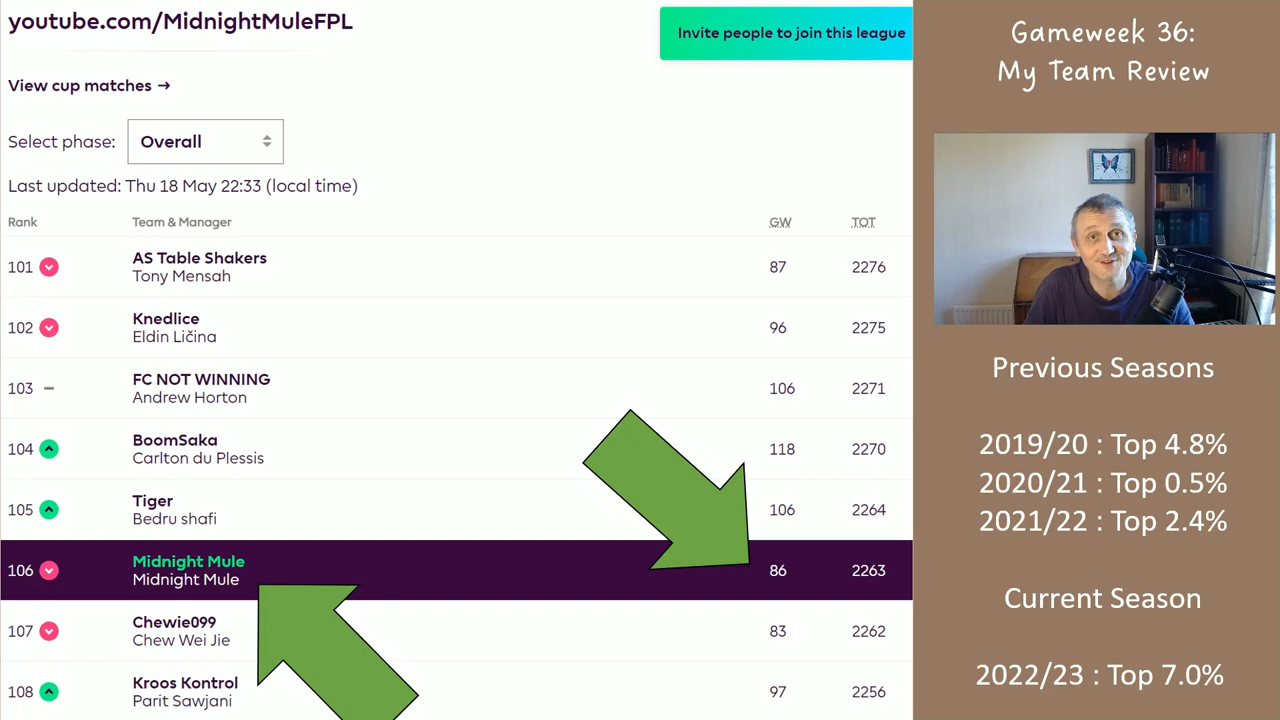 youtube.com/MidnightMuleFPL
Invite people to join this league
View cup matches →
Select phase: Overall
Last updated: Thu 18 May 22:33 (local time)
Rank Team & Manager GW TOT
101 AS Table Shakers 87 2276
Tony Mensah
102 Knedlice 96 2275
Eldin Ličina
103 FC NOT WINNING 106 2271
Andrew Horton
104 BoomSaka 118 2270
Carlton du Plessis
105 Tiger 106 2264
Bedru shafi
106 Midnight Mule 86 2263
Midnight Mule
107 Chewie099 83 2262
Chew Wei Jie
108 Kroos Kontrol 97 2256
Parit Sawjani
Gameweek 36:
My Team Review
Previous Seasons
2019/20 : Top 4.8%
2020/21 : Top 0.5%
2021/22 : Top 2.4%
Current Season
2022/23 : Top 7.0%